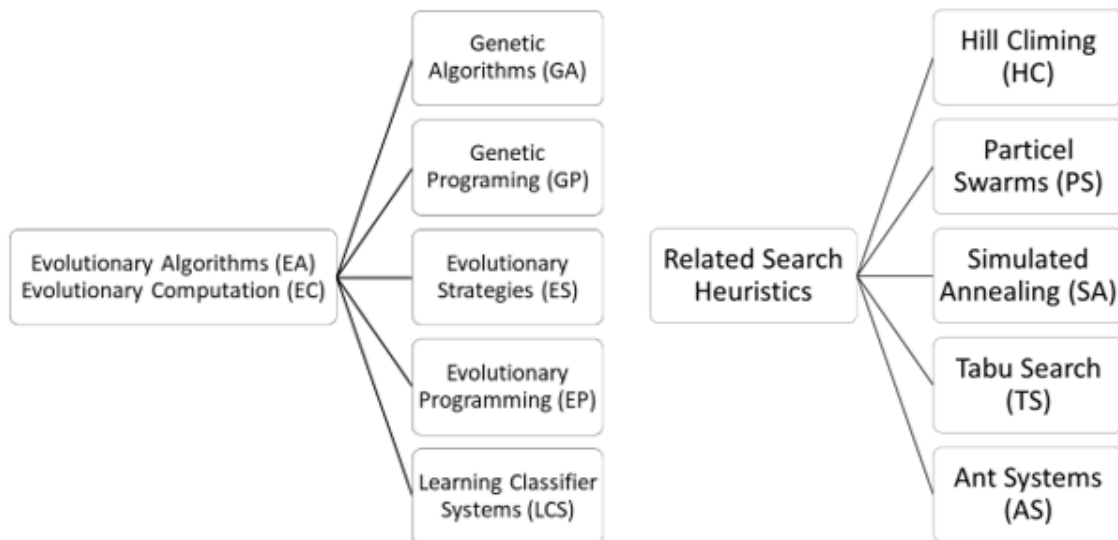 Evolutionary Algorithms (EA)
Evolutionary Computation (EC)
Genetic
Algorithms (GA)
Genetic
Programing (GP)
Evolutionary
Strategies (ES)
Evolutionary
Programming (EP)
Learning Classifier
Systems (LCS)
Related Search
Heuristics
Hill Climing
(HC)
Particel
Swarms (PS)
Simulated
Annealing (SA)
Tabu Search
(TS)
Ant Systems
(AS)